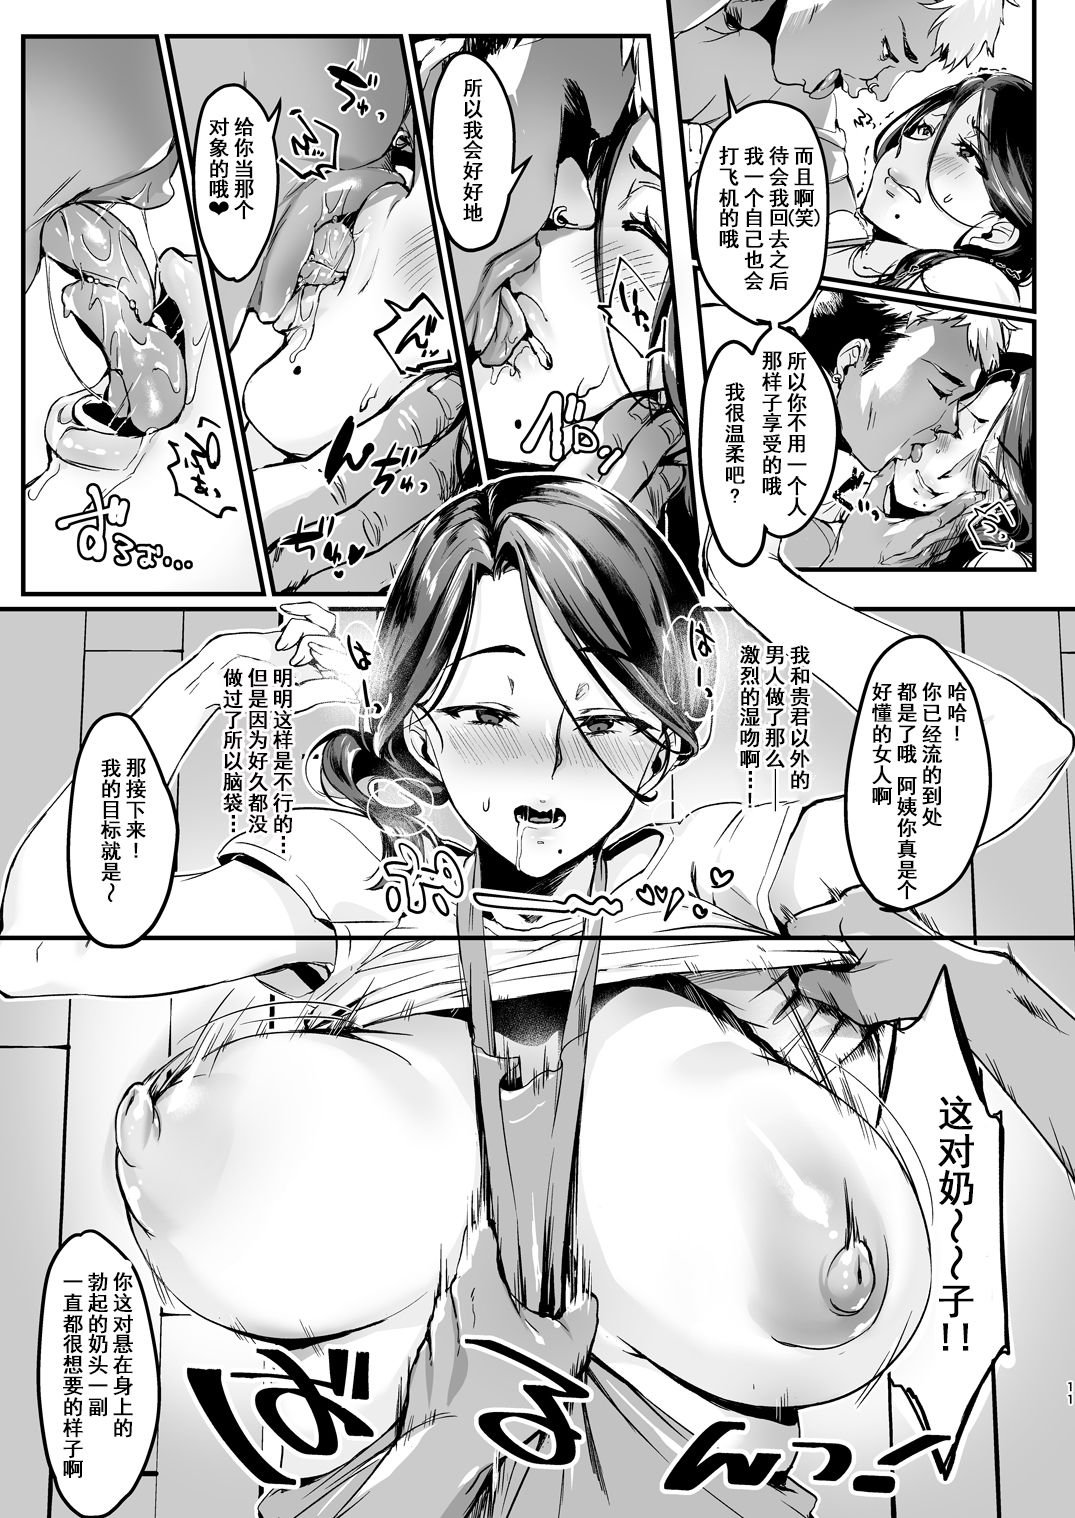 而且啊(笑)
待会我回去之后
我一个自己也会
打飞机的哦
所以你不用一个人
那样子享受的哦
我很温柔吧？
所以我会好好地
给你当那个
对象的哦♥
哈哈！
你已经流的到处
都是了哦 阿姨你真是个
好懂的女人啊
我和贵君以外的
男人做了那么——
激烈的湿吻啊…！
明明这样是不行的…
但是因为好久都没
做过了所以脑袋…
那接下来！
我的目标就是～
这对奶～～子!!
你这对悬在身上的
勃起的奶头一副
一直都很想要的样子啊
11